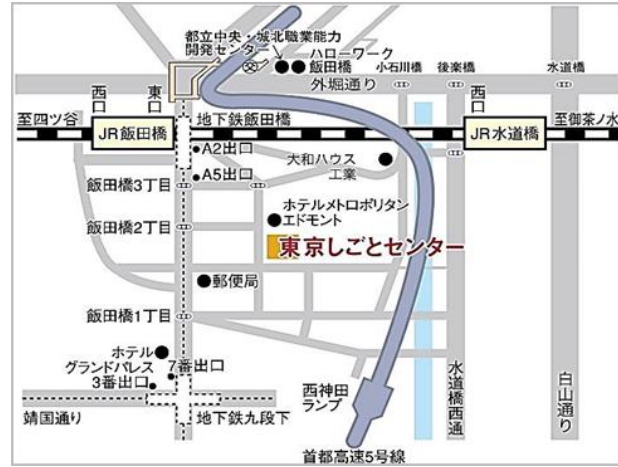 都立中央・城北職業能力
開発センター
ハローワーク
飯田橋
小石川橋
後楽橋
水道橋
外堀通り
西口
東口
西口
至四ツ谷
JR飯田橋
地下鉄飯田橋
JR水道橋
至御茶ノ水
A2出口
大和ハウス
工業
A5出口
飯田橋3丁目
ホテルメトロポリタン
エドモント
飯田橋2丁目
東京しごとセンター
郵便局
飯田橋1丁目
ホテル
グランドパレス
7番出口
3番出口
西神田
ランプ
水道橋西通
白山通り
靖国通り
地下鉄九段下
首都高速5号線